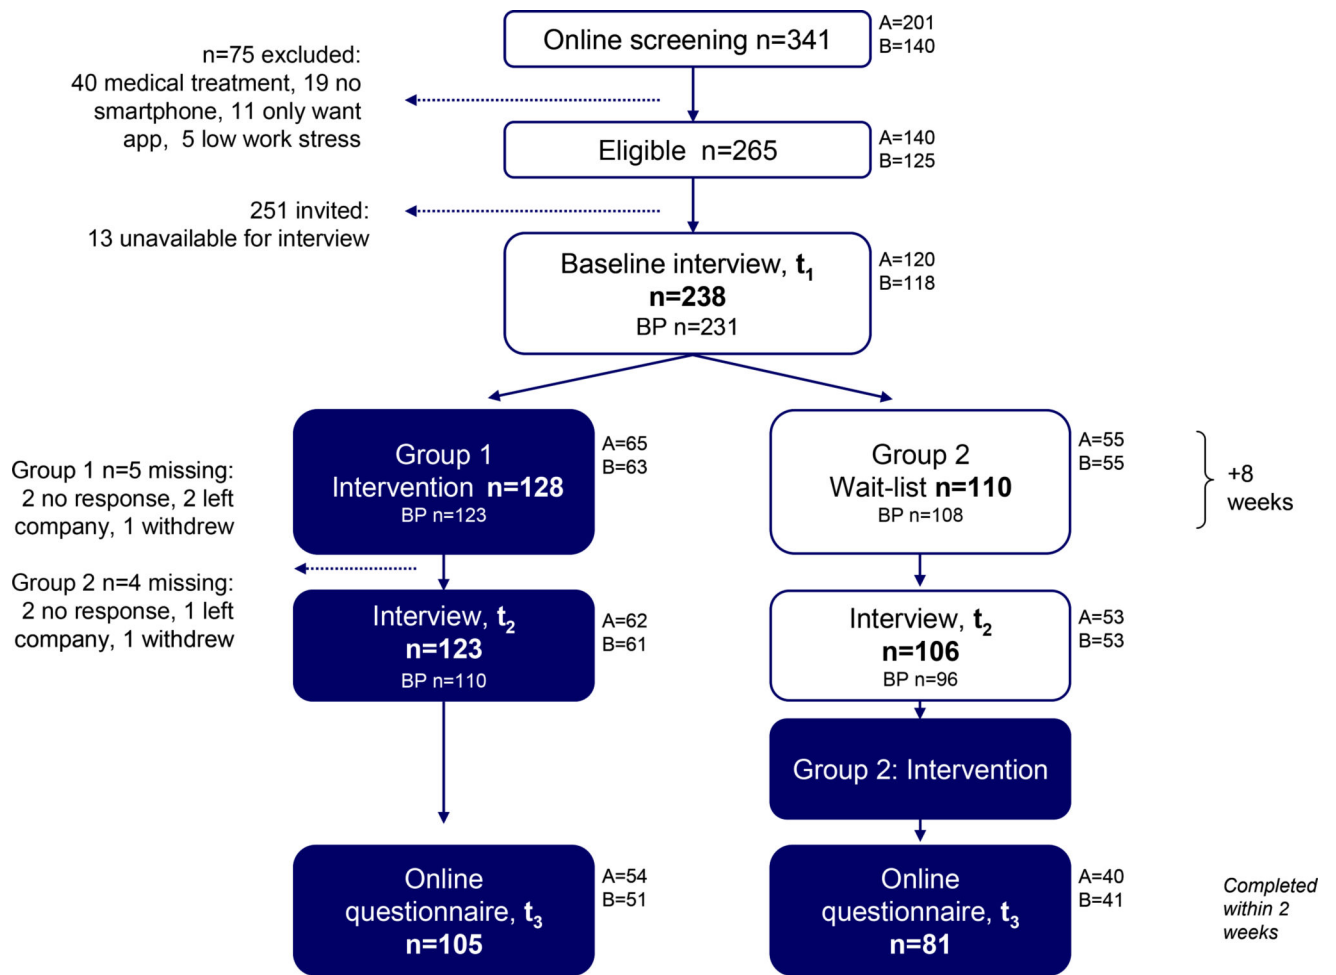 Online screening n=341
A=201
B=140
n=75 excluded:
40 medical treatment, 19 no
smartphone, 11 only want
app,  5 low work stress
Eligible  n=265
A=140
B=125
251 invited:
13 unavailable for interview
Baseline interview, t1
n=238
BP n=231
A=120
B=118
Group 1
Intervention n=128
BP n=123
A=65
B=63
Group 2
Wait-list n=110
BP n=108
A=55
B=55
+8
weeks
Group 1 n=5 missing:
2 no response, 2 left
company, 1 withdrew
Group 2 n=4 missing:
2 no response, 1 left
company, 1 withdrew
Interview, t2
n=123
BP n=110
A=62
B=61
Interview, t2
n=106
BP n=96
A=53
B=53
Group 2: Intervention
Online
questionnaire, t3
n=105
A=54
B=51
Online
questionnaire, t3
n=81
A=40
B=41
Completed
within 2
weeks